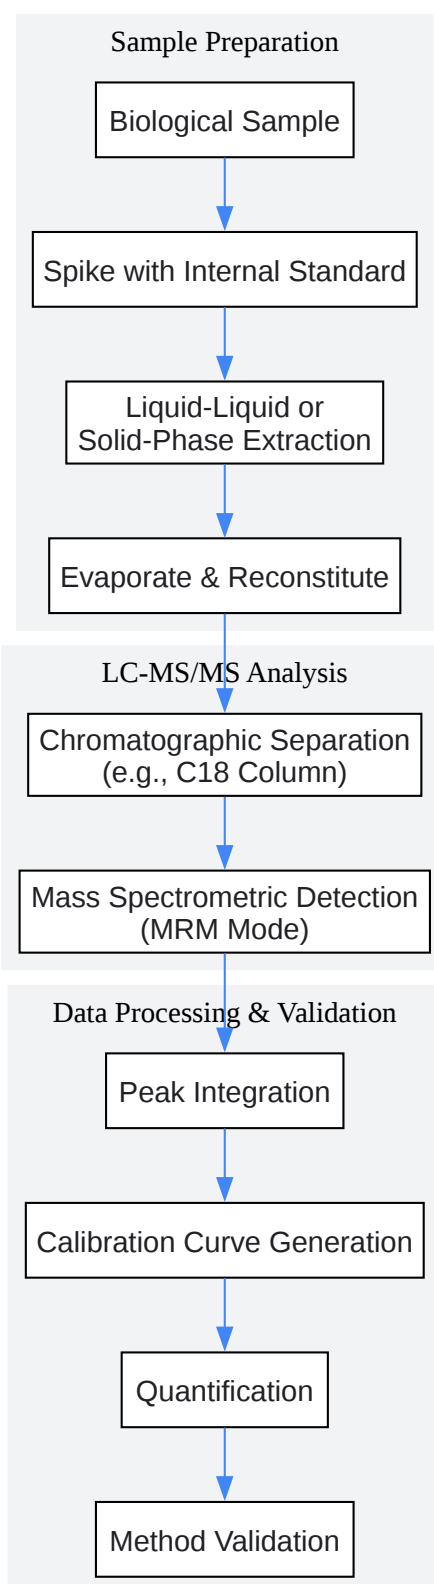 Sample Preparation
Biological Sample
Spike with Internal Standard
Liquid-Liquid or
Solid-Phase Extraction
Evaporate & Reconstitute
LC-MS/MS Analysis
Chromatographic Separation
(e.g., C18 Column)
Mass Spectrometric Detection
(MRM Mode)
Data Processing & Validation
Peak Integration
Calibration Curve Generation
Quantification
Method Validation